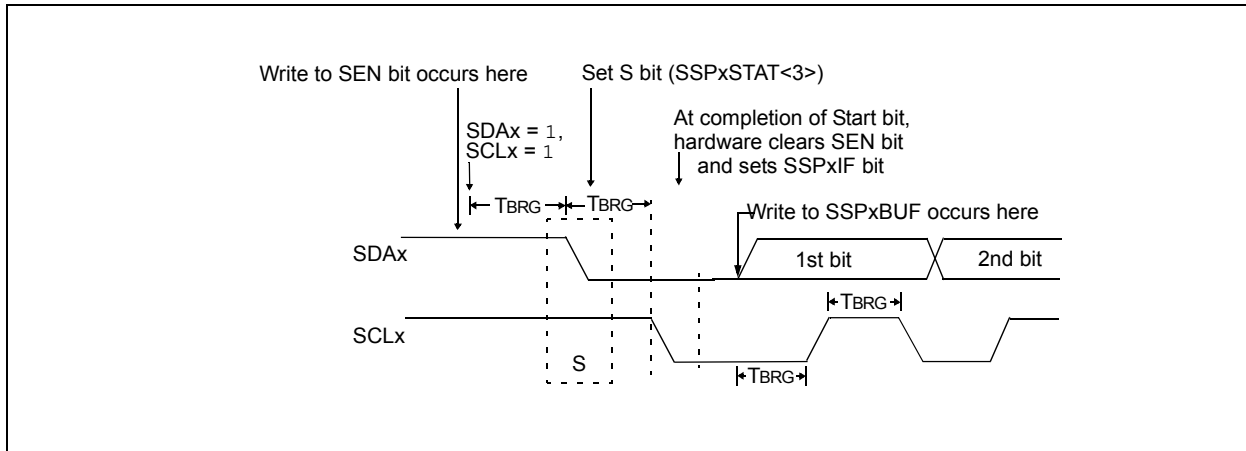 Write to SEN bit occurs here
Set S bit (SSPxSTAT<3>)
SDAx = 1,
SCLx = 1
At completion of Start bit,
hardware clears SEN bit
and sets SSPxIF bit
TBRG
TBRG
Write to SSPxBUF occurs here
SDAx
1st bit
2nd bit
TBRG
SCLx
S
TBRG